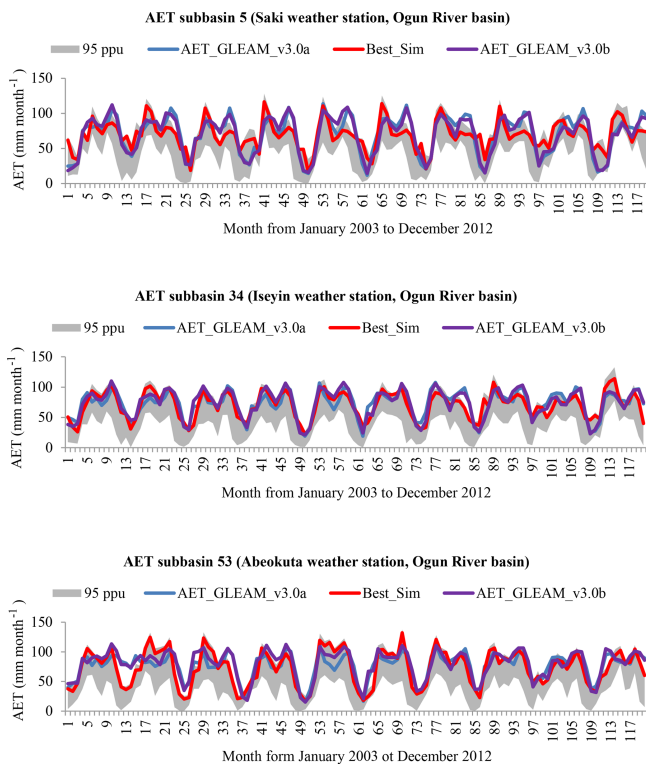 AET subbasin 5 (Saki weather station, Ogun River basin)
95 ppu AET_GLEAM_v3.0a Best_Sim AET_GLEAM_v3.0b
AET (mm month⁻¹)
150
100
50
0
1 5 9 13 17 21 25 29 33 37 41 45 49 53 57 61 65 69 73 77 81 85 89 93 97 101 105 109 113 117
Month from January 2003 to December 2012
AET subbasin 34 (Iseyin weather station, Ogun River basin)
95 ppu AET_GLEAM_v3.0a Best_Sim AET_GLEAM_v3.0b
AET (mm month⁻¹)
150
100
50
0
1 5 9 13 17 21 25 29 33 37 41 45 49 53 57 61 65 69 73 77 81 85 89 93 97 101 105 109 113 117
Month from January 2003 to December 2012
AET subbasin 53 (Abeokuta weather station, Ogun River basin)
95 ppu AET_GLEAM_v3.0a Best_Sim AET_GLEAM_v3.0b
AET (mm month⁻¹)
150
100
50
0
1 5 9 13 17 21 25 29 33 37 41 45 49 53 57 61 65 69 73 77 81 85 89 93 97 101 105 109 113 117
Month form January 2003 ot December 2012